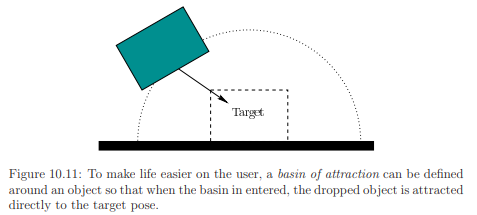 Target
Figure 10.11: To make life easier on the user, a basin of attraction can be defined
around an object so that when the basin in entered, the dropped object is attracted
directly to the target pose.